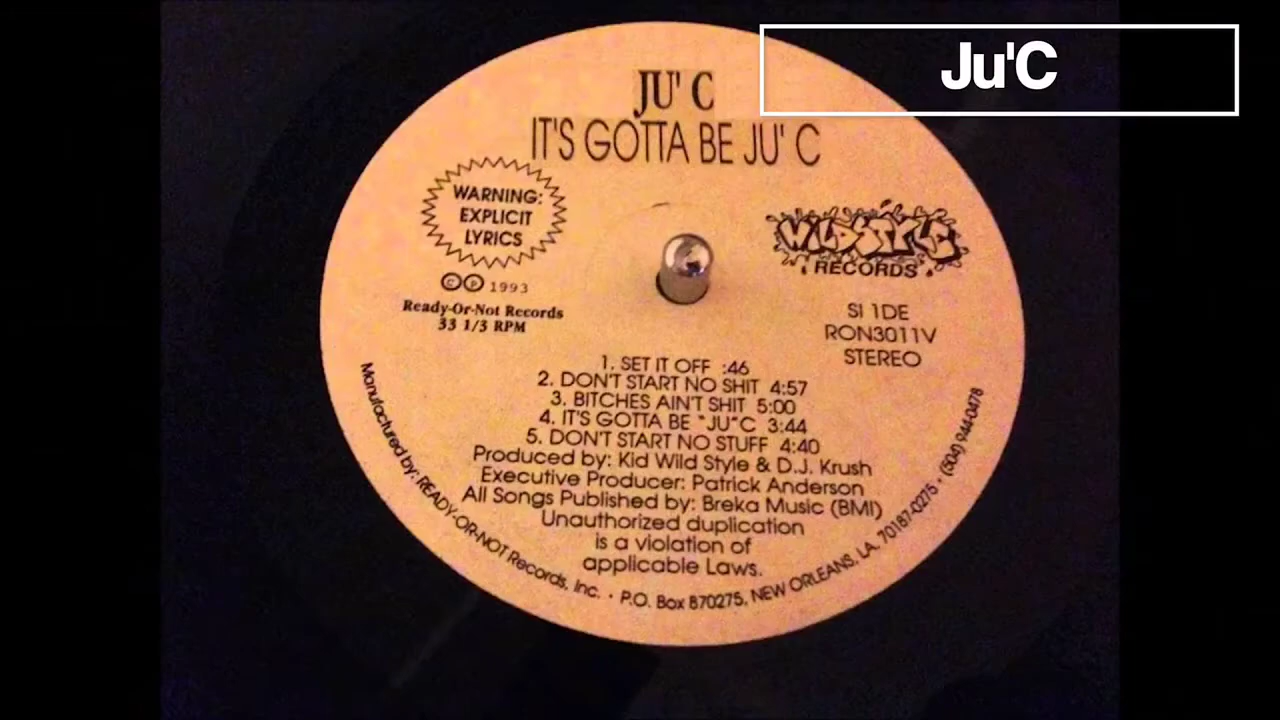 Ju'C
JU' C
IT'S GOTTA BE JU' C
WARNING:
EXPLICIT
LYRICS
© ℗ 1993
Ready-Or-Not Records
33 1/3 RPM
WILD STYLE
RECORDS
SI 1DE
RON3011V
STEREO
1. SET IT OFF :46
2. DON'T START NO SHIT 4:57
3. BITCHES AIN'T SHIT 5:00
4. IT'S GOTTA BE "JU"C 3:44
5. DON'T START NO STUFF 4:40
Produced by: Kid Wild Style & D.J. Krush
Executive Producer: Patrick Anderson
All Songs Published by: Breka Music (BMI)
Unauthorized duplication
is a violation of
applicable Laws.
Manufactured by: READY-OR-NOT Records, Inc. • P.O. Box 870275, NEW ORLEANS, LA. 70187-0275 • (504) 944-0478